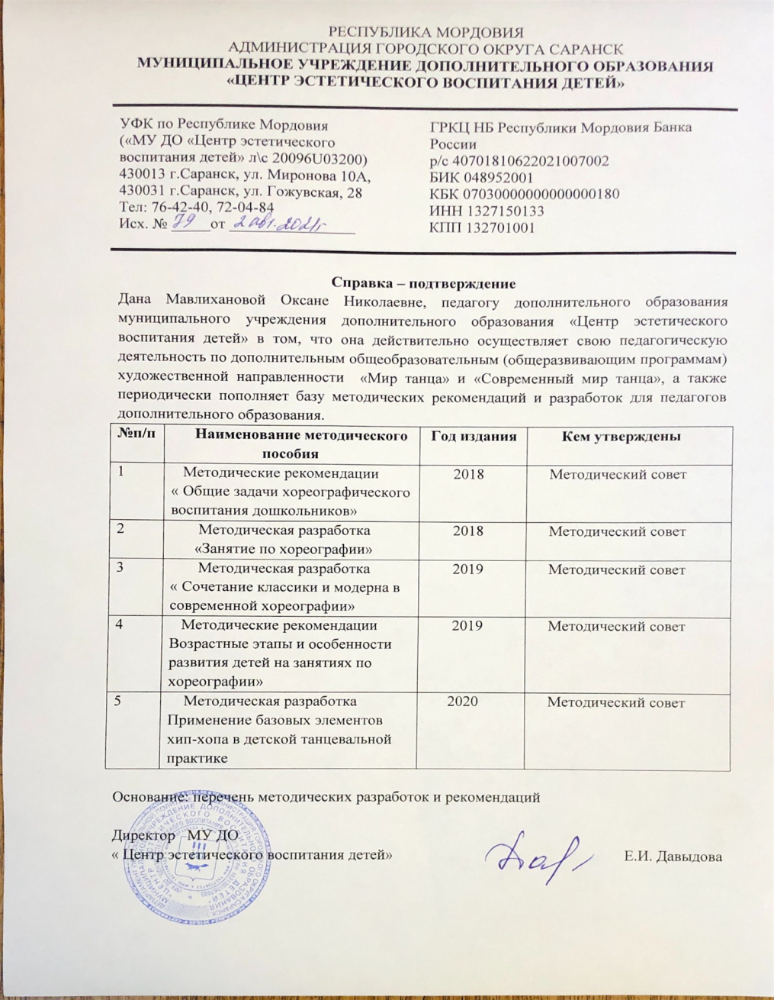 РЕСПУБЛИКА МОРДОВИЯ
АДМИНИСТРАЦИЯ ГОРОДСКОГО ОКРУГА САРАНСК
МУНИЦИПАЛЬНОЕ УЧРЕЖДЕНИЕ ДОПОЛНИТЕЛЬНОГО ОБРАЗОВАНИЯ
«ЦЕНТР ЭСТЕТИЧЕСКОГО ВОСПИТАНИЯ ДЕТЕЙ»
УФК по Республике Мордовия
(«МУ ДО «Центр эстетического
воспитания детей» л\с 20096U03200)
430013 г.Саранск, ул. Миронова 10А,
430031 г.Саранск, ул. Гожувская, 28
Тел: 76-42-40, 72-04-84
Исх. № 79 от 2 авг. 2021г
ГРКЦ НБ Республики Мордовия Банка
России
р/с 40701810622021007002
БИК 048952001
КБК 07030000000000000180
ИНН 1327150133
КПП 132701001
Справка – подтверждение
Дана Мавлихановой Оксане Николаевне, педагогу дополнительного образования
муниципального учреждения дополнительного образования «Центр эстетического
воспитания детей» в том, что она действительно осуществляет свою педагогическую
деятельность по дополнительным общеобразовательным (общеразвивающим программам)
художественной направленности «Мир танца» и «Современный мир танца», а также
периодически пополняет базу методических рекомендаций и разработок для педагогов
дополнительного образования.
№п/п Наименование методического Год издания Кем утверждены
пособия
1 Методические рекомендации 2018 Методический совет
« Общие задачи хореографического
воспитания дошкольников»
2 Методическая разработка 2018 Методический совет
«Занятие по хореографии»
3 Методическая разработка 2019 Методический совет
« Сочетание классики и модерна в
современной хореографии»
4 Методические рекомендации 2019 Методический совет
Возрастные этапы и особенности
развития детей на занятиях по
хореографии»
5 Методическая разработка 2020 Методический совет
Применение базовых элементов
хип-хопа в детской танцевальной
практике
Основание: перечень методических разработок и рекомендаций
Директор МУ ДО
« Центр эстетического воспитания детей» Е.И. Давыдова